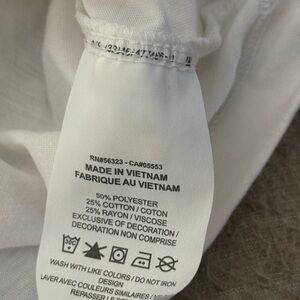 RN#56323 - CA#05553
MADE IN VIETNAM
FABRIQUE AU VIETNAM
50% POLYESTER
25% COTTON / COTON
25% RAYON / VISCOSE
EXCLUSIVE OF DECORATION /
DECORATION NON COMPRISE
WASH WITH LIKE COLORS / DO NOT IRON
DESIGN
LAVER AVEC COULEURS SIMILAIRES /
REPASSER